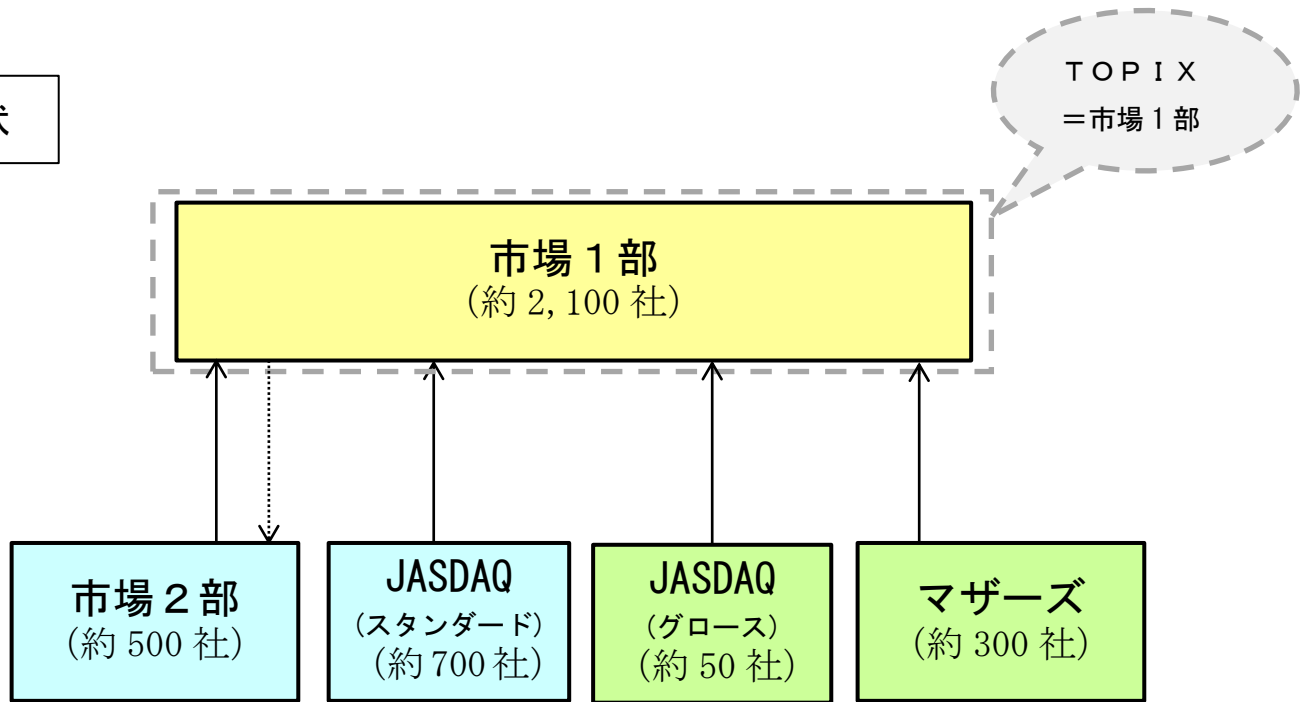 状
ＴＯＰＩＸ
＝市場１部
市場１部
（約 2,100 社）
市場２部
（約 500 社）
JASDAQ
（スタンダード）
（約 700 社）
JASDAQ
（グロース）
（約 50 社）
マザーズ
（約 300 社）